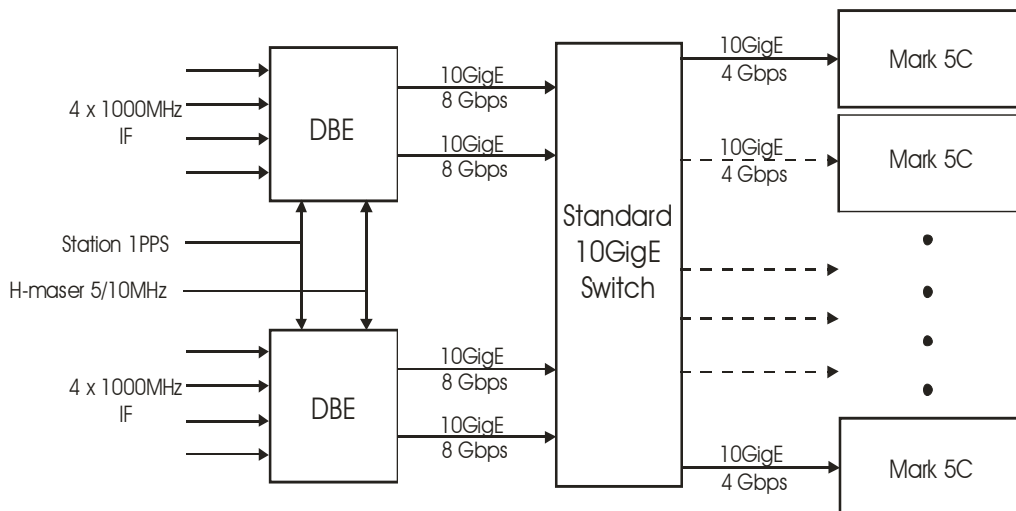 4 x 1000MHz
IF
DBE
10GigE
8 Gbps
10GigE
8 Gbps
Station 1PPS
H-maser 5/10MHz
4 x 1000MHz
IF
DBE
10GigE
8 Gbps
10GigE
8 Gbps
Standard
10GigE
Switch
10GigE
4 Gbps
Mark 5C
10GigE
4 Gbps
Mark 5C
10GigE
4 Gbps
Mark 5C